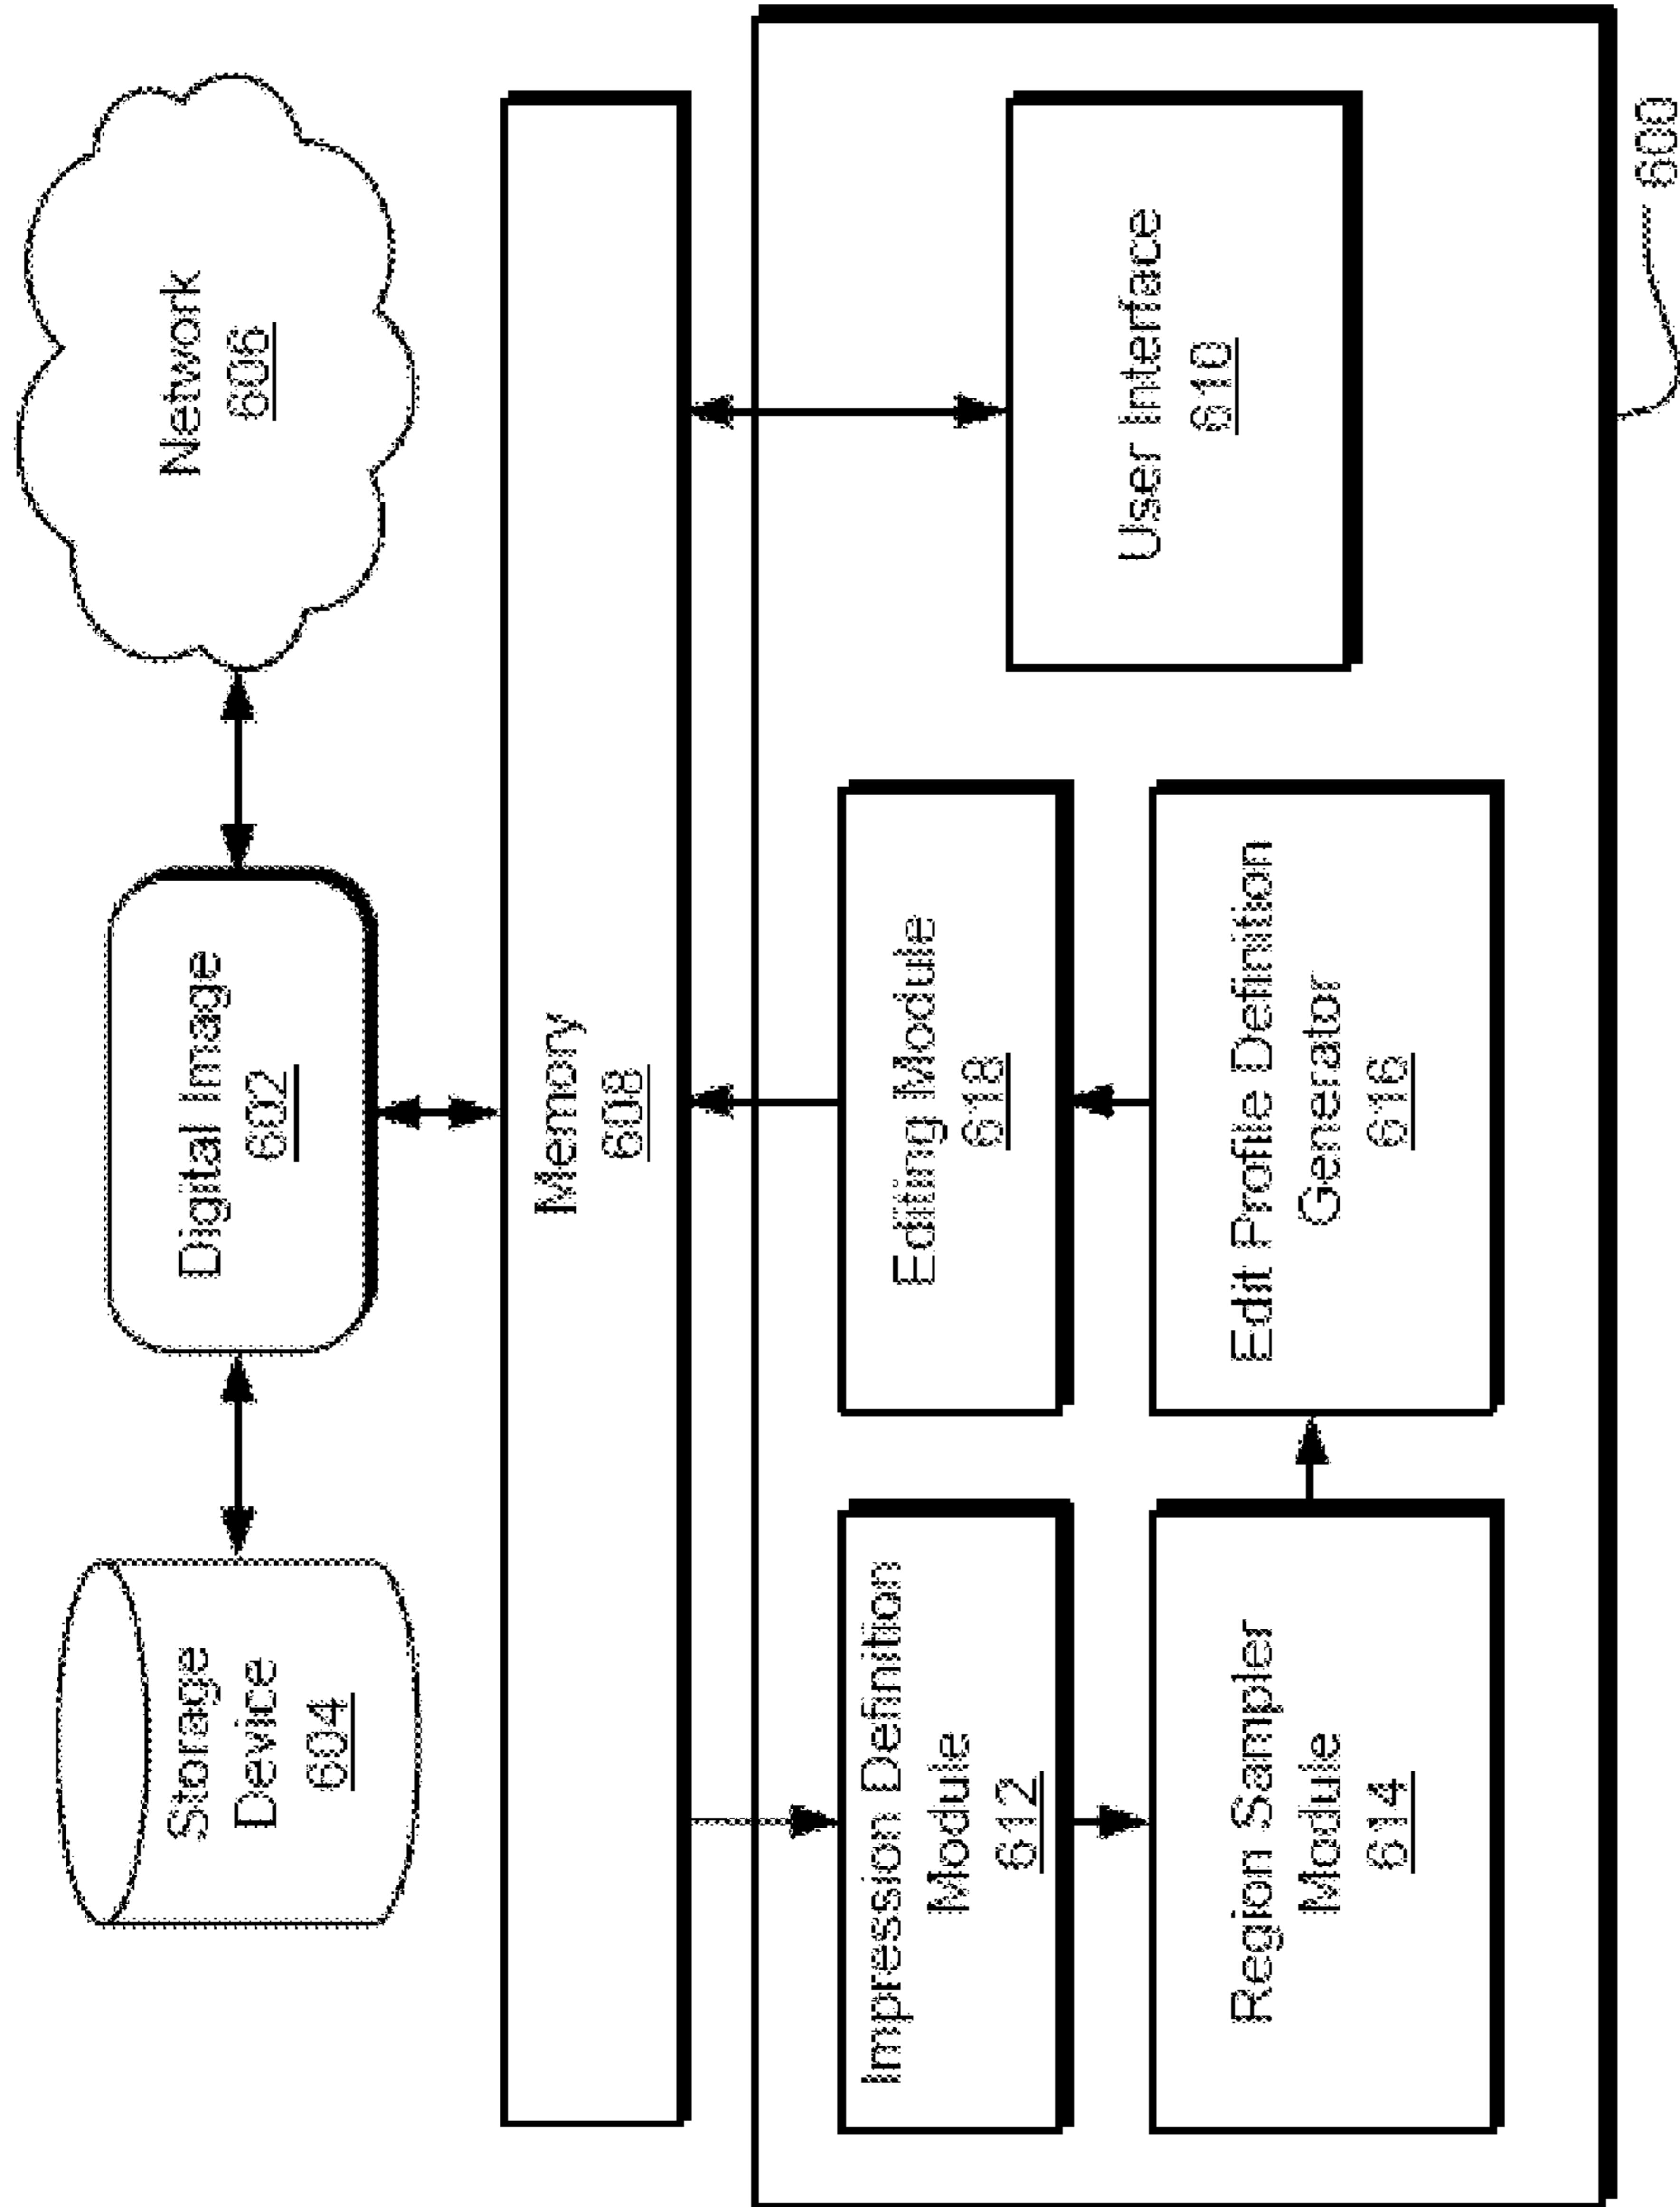 Storage
Device
604
Digital Image
602
Network
606
Memory
608
Impression Definition
Module
612
Editing Module
618
User Interface
610
Region Sampler
Module
614
Edit Profile Definition
Generator
616
600